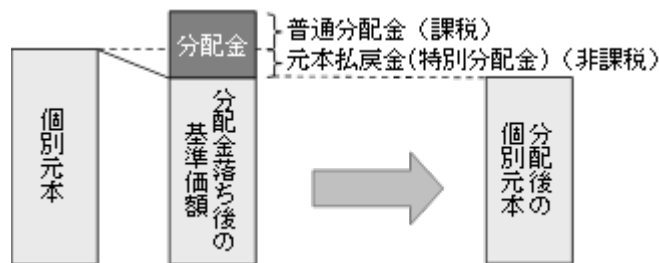 分配金
普通分配金（課税）
元本払戻金(特別分配金)（非課税）
個別元本
分配金落ち後の
基準価額
分配後の
個別元本